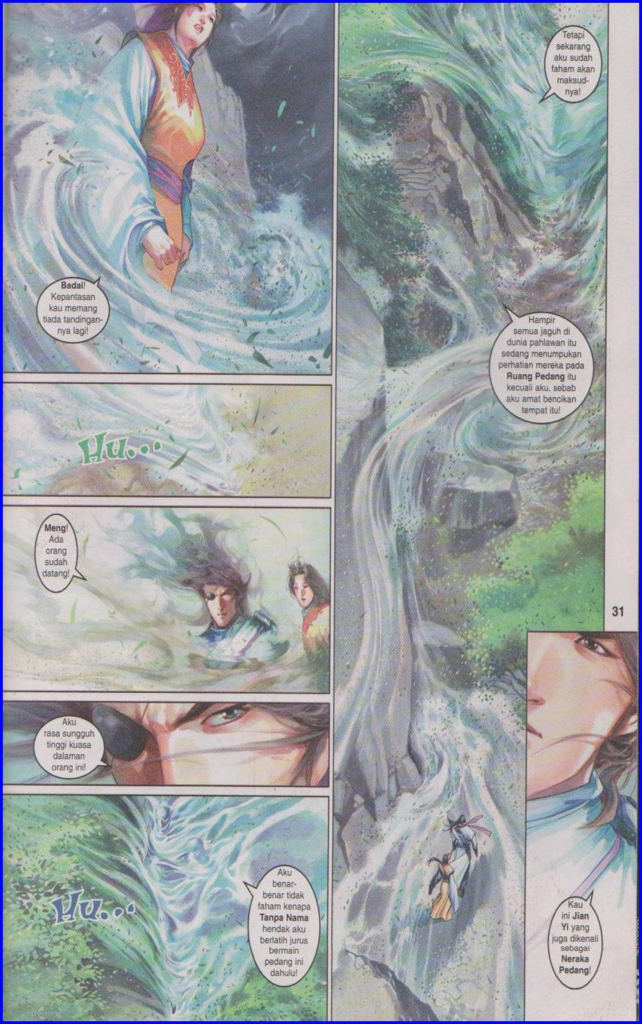 Badai!
Kepantasan
kau memang
tiada tandingan-
nya lagi!
Hu...
Meng!
Ada
orang
sudah
datang!
Aku
rasa sungguh
tinggi kuasa
dalaman
orang ini!
Hu...
Aku
benar-
benar tidak
faham kenapa
Tanpa Nama
hendak aku
berlatih jurus
bermain
pedang ini
dahulu!
Tetapi
sekarang
aku sudah
faham akan
maksud-
nya!
Hampir
semua jaguh di
dunia pahlawan itu
sedang menumpukan
perhatian mereka pada
Ruang Pedang itu
kecuali aku, sebab
aku amat bencikan
tempat itu!
31
Kau
ini Jian
Yi yang
juga dikenali
sebagai
Neraka
Pedang!